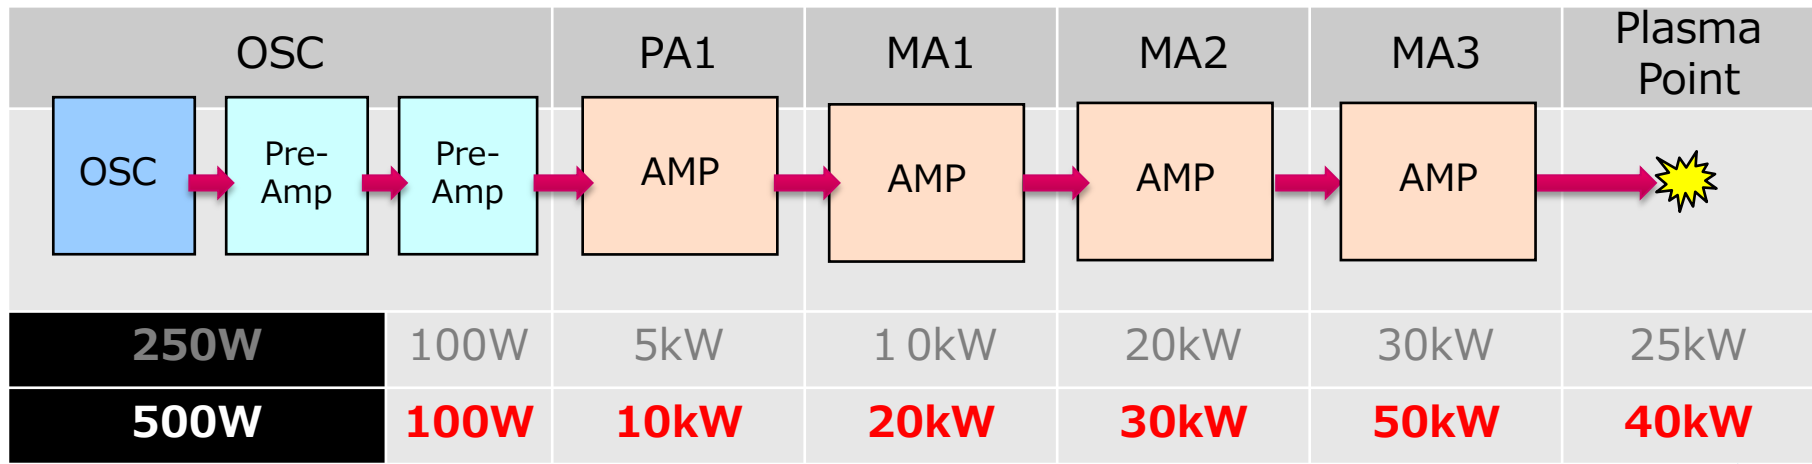 OSC PA1 MA1 MA2 MA3 Plasma
Point
OSC
Pre-
Amp
Pre-
Amp
AMP
AMP
AMP
AMP
250W 100W 5kW 1 0kW 20kW 30kW 25kW
500W 100W 10kW 20kW 30kW 50kW 40kW